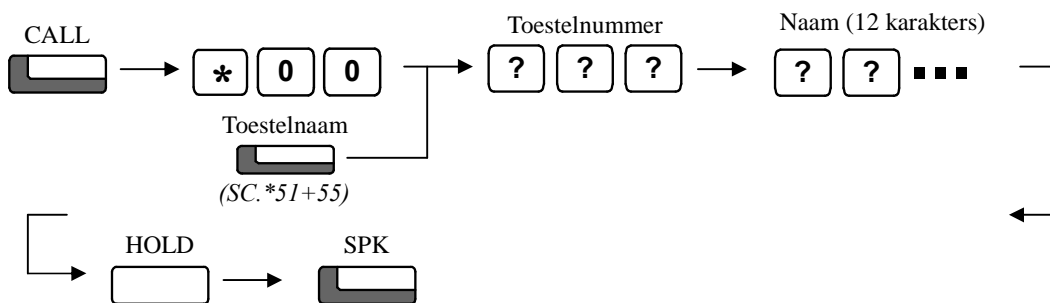 CALL
* 0 0
Toestelnummer
? ? ?
Naam (12 karakters)
? ? ...
Toestelnaam
(SC.*51+55)
HOLD
SPK